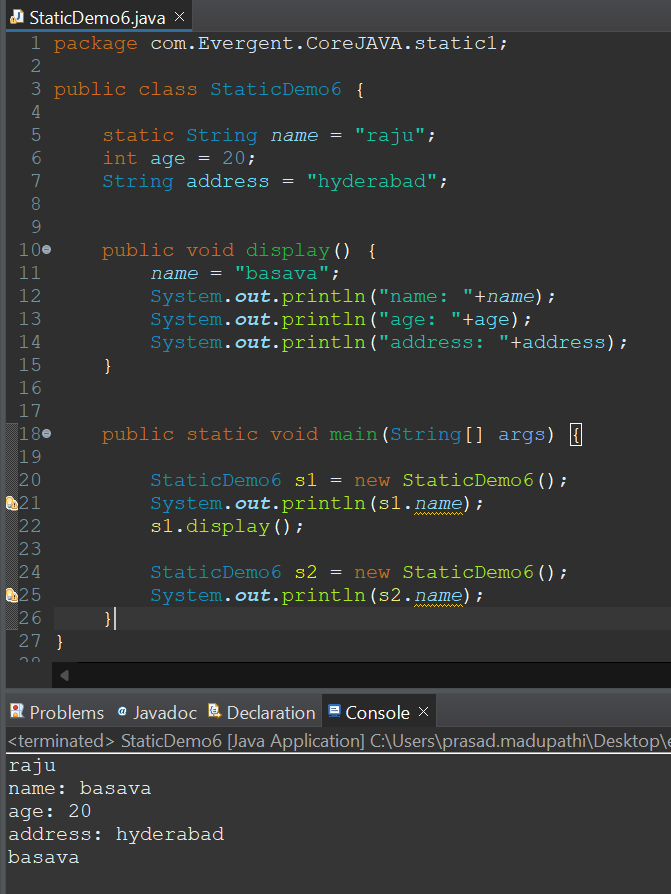 StaticDemo6.java ×
1 package com.Evergent.CoreJAVA.static1;
2
3 public class StaticDemo6 {
4
5 static String name = "raju";
6 int age = 20;
7 String address = "hyderabad";
8
9
10 public void display() {
11 name = "basava";
12 System.out.println("name: "+name);
13 System.out.println("age: "+age);
14 System.out.println("address: "+address);
15 }
16
17
18 public static void main(String[] args) {
19
20 StaticDemo6 s1 = new StaticDemo6();
21 System.out.println(s1.name);
22 s1.display();
23
24 StaticDemo6 s2 = new StaticDemo6();
25 System.out.println(s2.name);
26 }
27 }
28
Problems @ Javadoc Declaration Console ×
<terminated> StaticDemo6 [Java Application] C:\Users\prasad.madupathi\Desktop\e
raju
name: basava
age: 20
address: hyderabad
basava